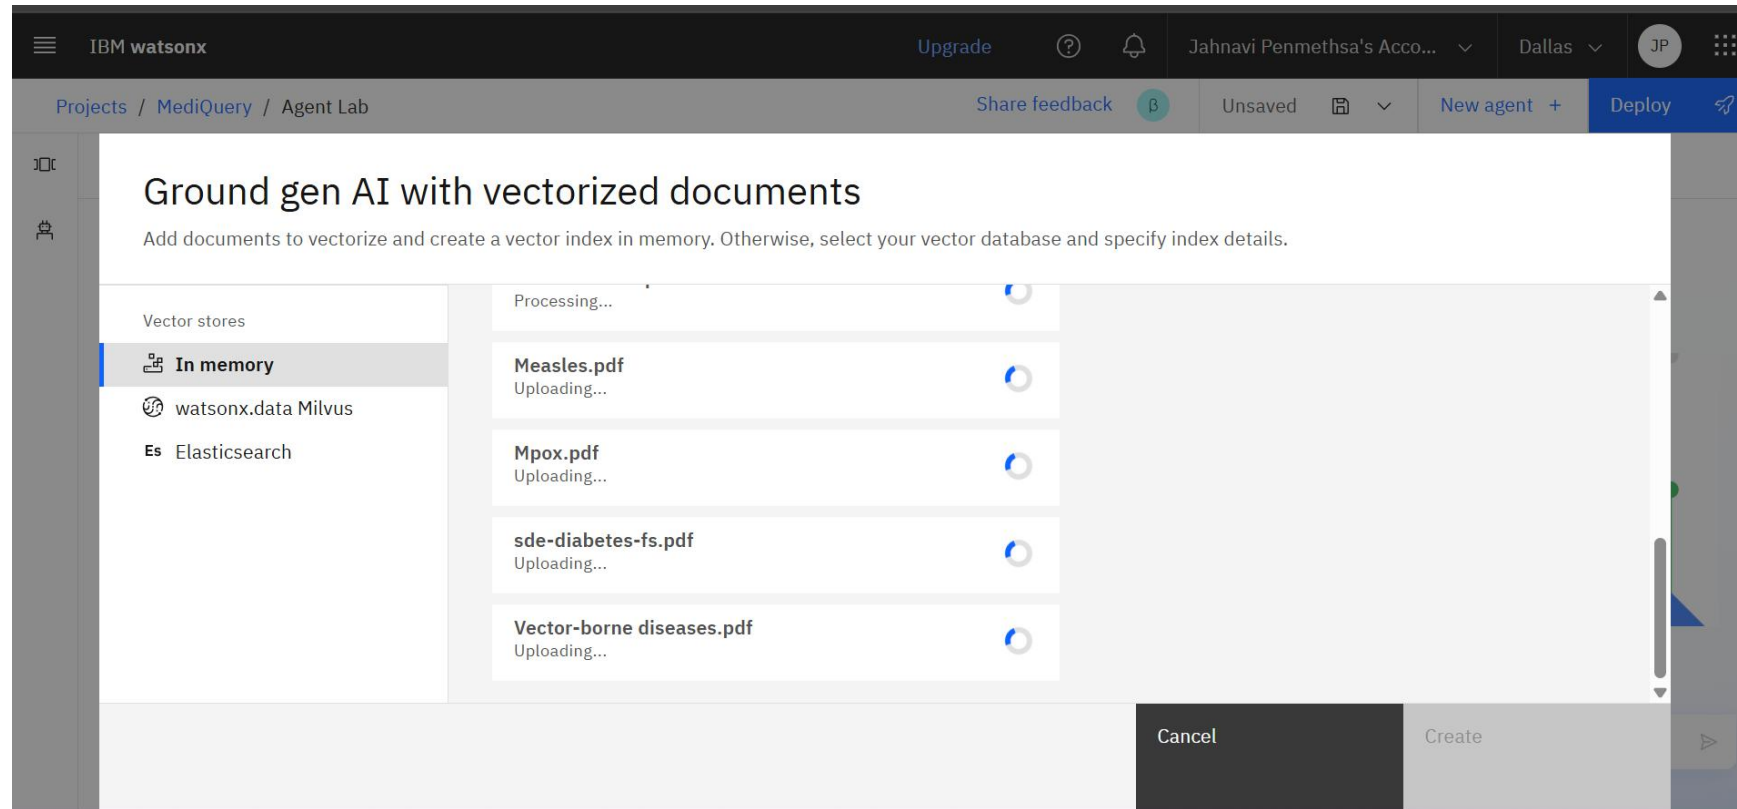 IBM watsonx
Upgrade
Jahnavi Penmethsa's Acco...
Dallas
JP
Projects / MediQuery / Agent Lab
Share feedback
β
Unsaved
New agent +
Deploy
Ground gen AI with vectorized documents
Add documents to vectorize and create a vector index in memory. Otherwise, select your vector database and specify index details.
Vector stores
In memory
watsonx.data Milvus
Es Elasticsearch
Processing...
Measles.pdf
Uploading...
Mpox.pdf
Uploading...
sde-diabetes-fs.pdf
Uploading...
Vector-borne diseases.pdf
Uploading...
Cancel
Create